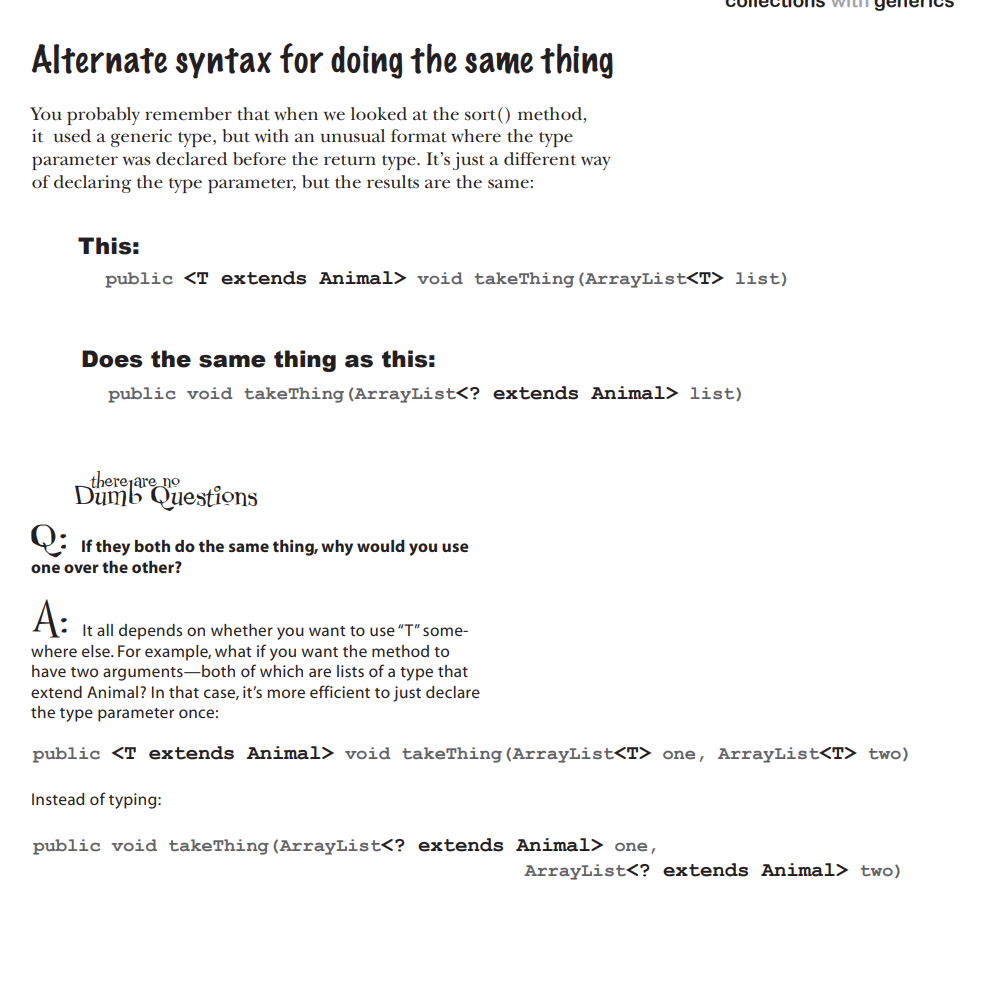 collections with generics
Alternate syntax for doing the same thing
You probably remember that when we looked at the sort() method,
it used a generic type, but with an unusual format where the type
parameter was declared before the return type. It's just a different way
of declaring the type parameter, but the results are the same:
This:
public <T extends Animal> void takeThing(ArrayList<T> list)
Does the same thing as this:
public void takeThing(ArrayList<? extends Animal> list)
there are no
Dumb Questions
Q: If they both do the same thing, why would you use
one over the other?
A: It all depends on whether you want to use “T” some-
where else. For example, what if you want the method to
have two arguments—both of which are lists of a type that
extend Animal? In that case, it's more efficient to just declare
the type parameter once:
public <T extends Animal> void takeThing(ArrayList<T> one, ArrayList<T> two)
Instead of typing:
public void takeThing(ArrayList<? extends Animal> one,
ArrayList<? extends Animal> two)